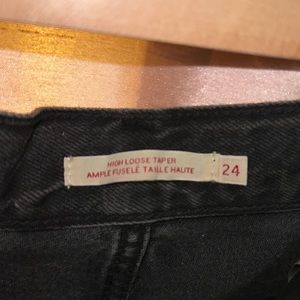 HIGH LOOSE TAPER
AMPLE FUSELÉ TAILLE HAUTE
24